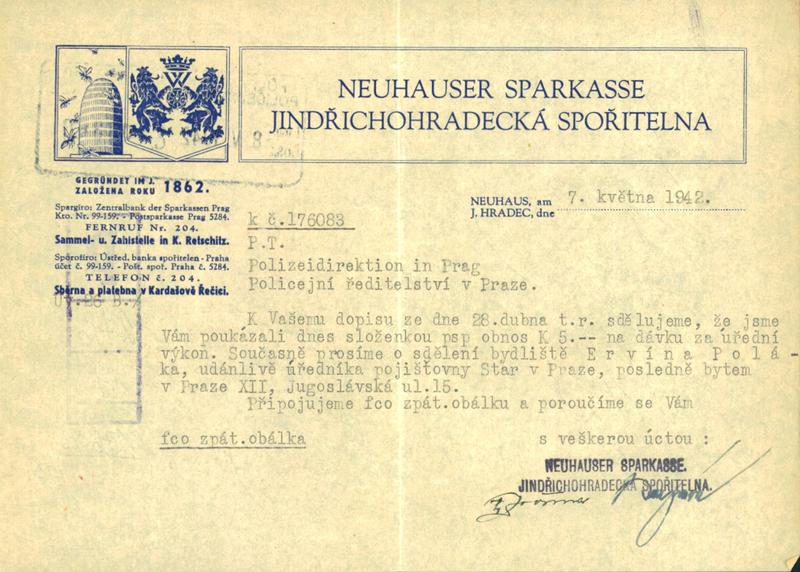 NEUHAUSER SPARKASSE
JINDŘICHOHRADECKÁ SPOŘITELNA
GEGRÜNDET IM J.
ZALOŽENA ROKU 1862.
Spargiro: Zentralbank der Sparkassen Prag
Kto. Nr. 99-159. - Postsparkasse Prag 5284.
FERNRUF Nr. 204.
Sammel- u. Zahlstelle in K. Retschitz.
Sporožiro: Ústřed. banka spořitelen - Praha
účet č. 99-159. - Pošt. spoř. Praha č. 5284.
TELEFON č. 204.
Sběrna a platebna v Kardašově Řečici.
NEUHAUS, am
J. HRADEC, dne 7. května 1942.
k č.176083
P.T.
Polizeidirektion in Prag
Policejní ředitelství v Praze.
K Vašemu dopisu ze dne 28.dubna t.r. sdělujeme, že jsme
Vám poukázali dnes složenkou psp obnos K 5.-- na dávku za úřední
výkon. Současně prosíme o sdělení bydliště E r v í n a P o l á -
k a, udánlivě úředníka pojišťovny Star v Praze, posledně bytem
v Praze XII, Jugoslávská ul.15.
Připojujeme fco zpát.obálku a poroučíme se Vám
fco zpát.obálka
s veškerou úctou :
NEUHAUSER SPARKASSE.
JINDŘICHOHRADECKÁ SPOŘITELNA.